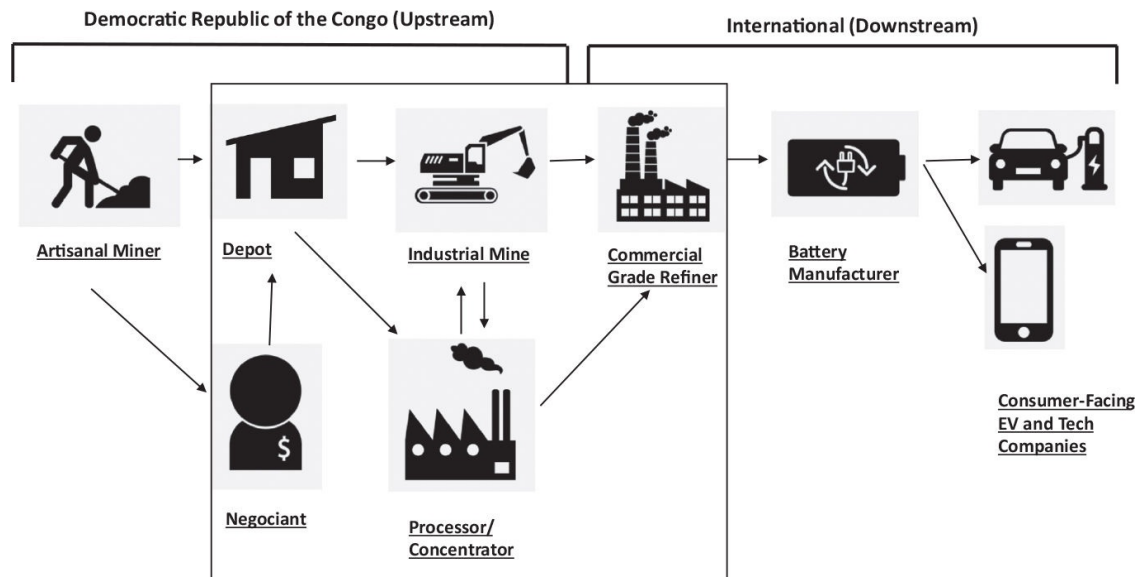 Democratic Republic of the Congo (Upstream)
International (Downstream)
Artisanal Miner
Depot
Industrial Mine
Commercial
Grade Refiner
Battery
Manufacturer
$
Negociant
Processor/
Concentrator
Consumer-Facing
EV and Tech
Companies